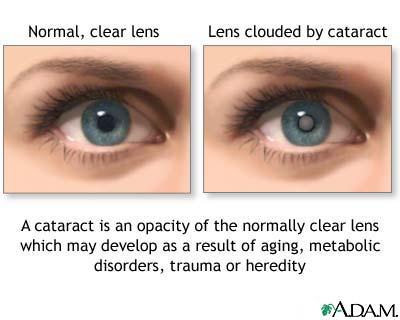 Normal, clear lens
Lens clouded by cataract
A cataract is an opacity of the normally clear lens
which may develop as a result of aging, metabolic
disorders, trauma or heredity
ADAM.